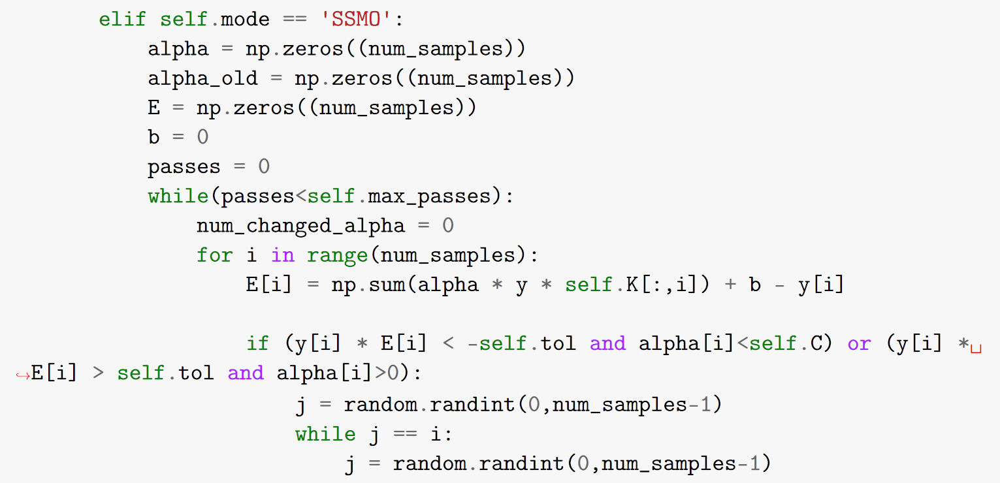 elif self.mode == 'SSMO':
alpha = np.zeros((num_samples))
alpha_old = np.zeros((num_samples))
E = np.zeros((num_samples))
b = 0
passes = 0
while(passes<self.max_passes):
num_changed_alpha = 0
for i in range(num_samples):
E[i] = np.sum(alpha * y * self.K[:,i]) + b - y[i]
if (y[i] * E[i] < -self.tol and alpha[i]<self.C) or (y[i] *␣
↪E[i] > self.tol and alpha[i]>0):
j = random.randint(0,num_samples-1)
while j == i:
j = random.randint(0,num_samples-1)